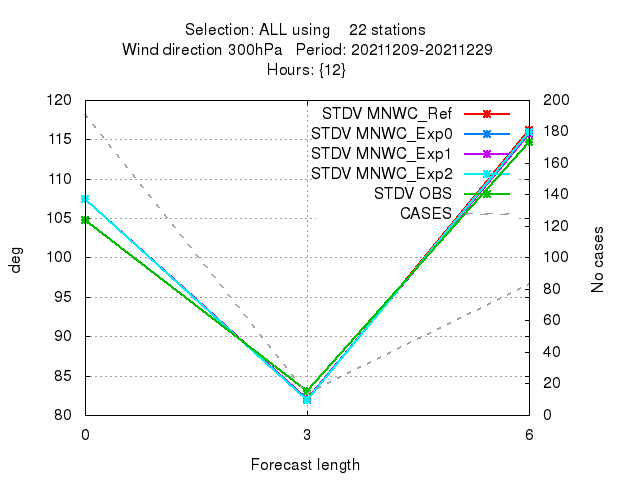 Selection: ALL using 22 stations
Wind direction 300hPa Period: 20211209-20211229
Hours: {12}
120
115
110
105
100
95
90
85
80
deg
200
180
160
140
120
100
80
60
40
20
0
No cases
STDV MNWC_Ref
STDV MNWC_Exp0
STDV MNWC_Exp1
STDV MNWC_Exp2
STDV OBS
CASES
0 3 6
Forecast length